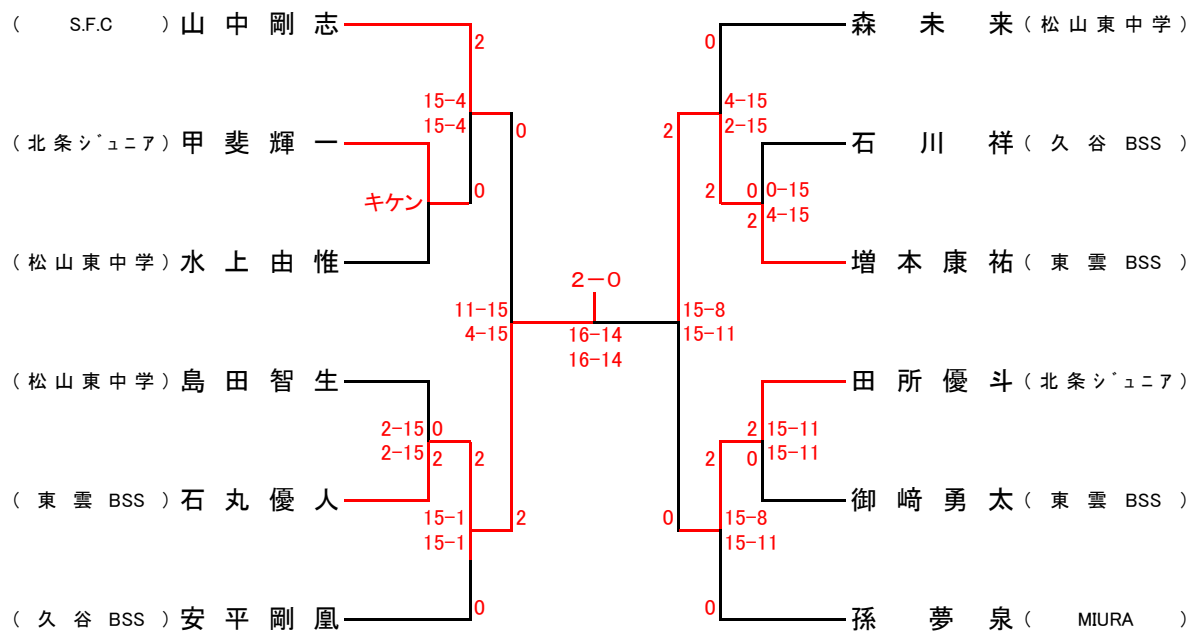 ( S.F.C ) 山中剛志
2
15-4
15-4
0
(北条ジュニア) 甲斐輝一
キケン
0
(松山東中学) 水上由惟
11-15
4-15
(松山東中学) 島田智生
2-15 0
2-15 2
2
(東雲 BSS) 石丸優人
15-1
15-1
2
(久谷 BSS) 安平剛凰
0
2-0
16-14
16-14
森未来 (松山東中学)
0
4-15
2-15
2
石川祥 (久谷 BSS)
2
0 0-15
2 4-15
増本康祐 (東雲 BSS)
15-8
15-11
田所優斗 (北条ジュニア)
2 15-11
0 15-11
2
御﨑勇太 (東雲 BSS)
0
15-8
15-11
0
孫夢泉 ( MIURA )